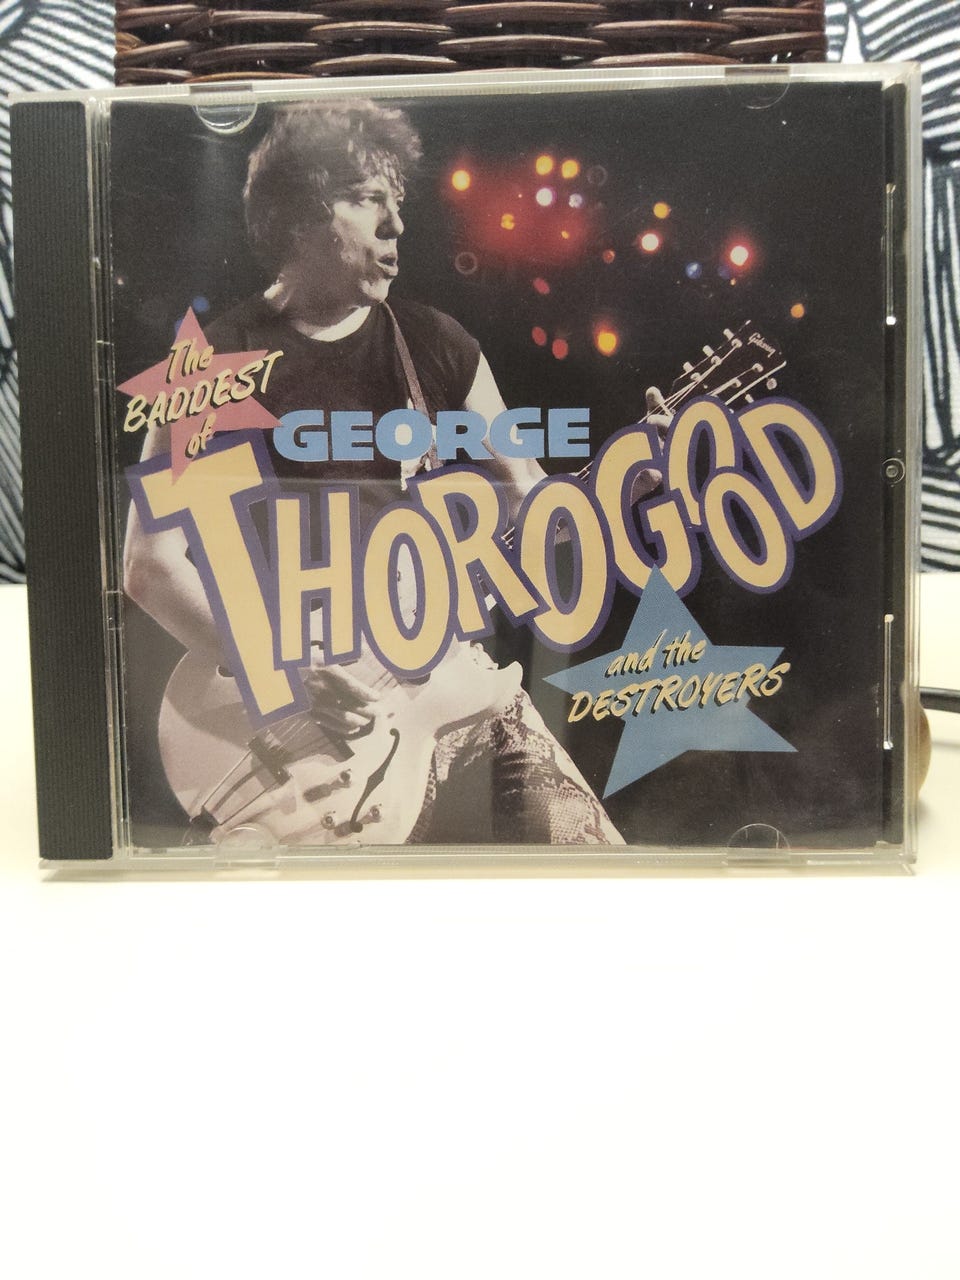 The
BADDEST
of
GEORGE
THOROGOOD
and the
DESTROYERS
Gibson